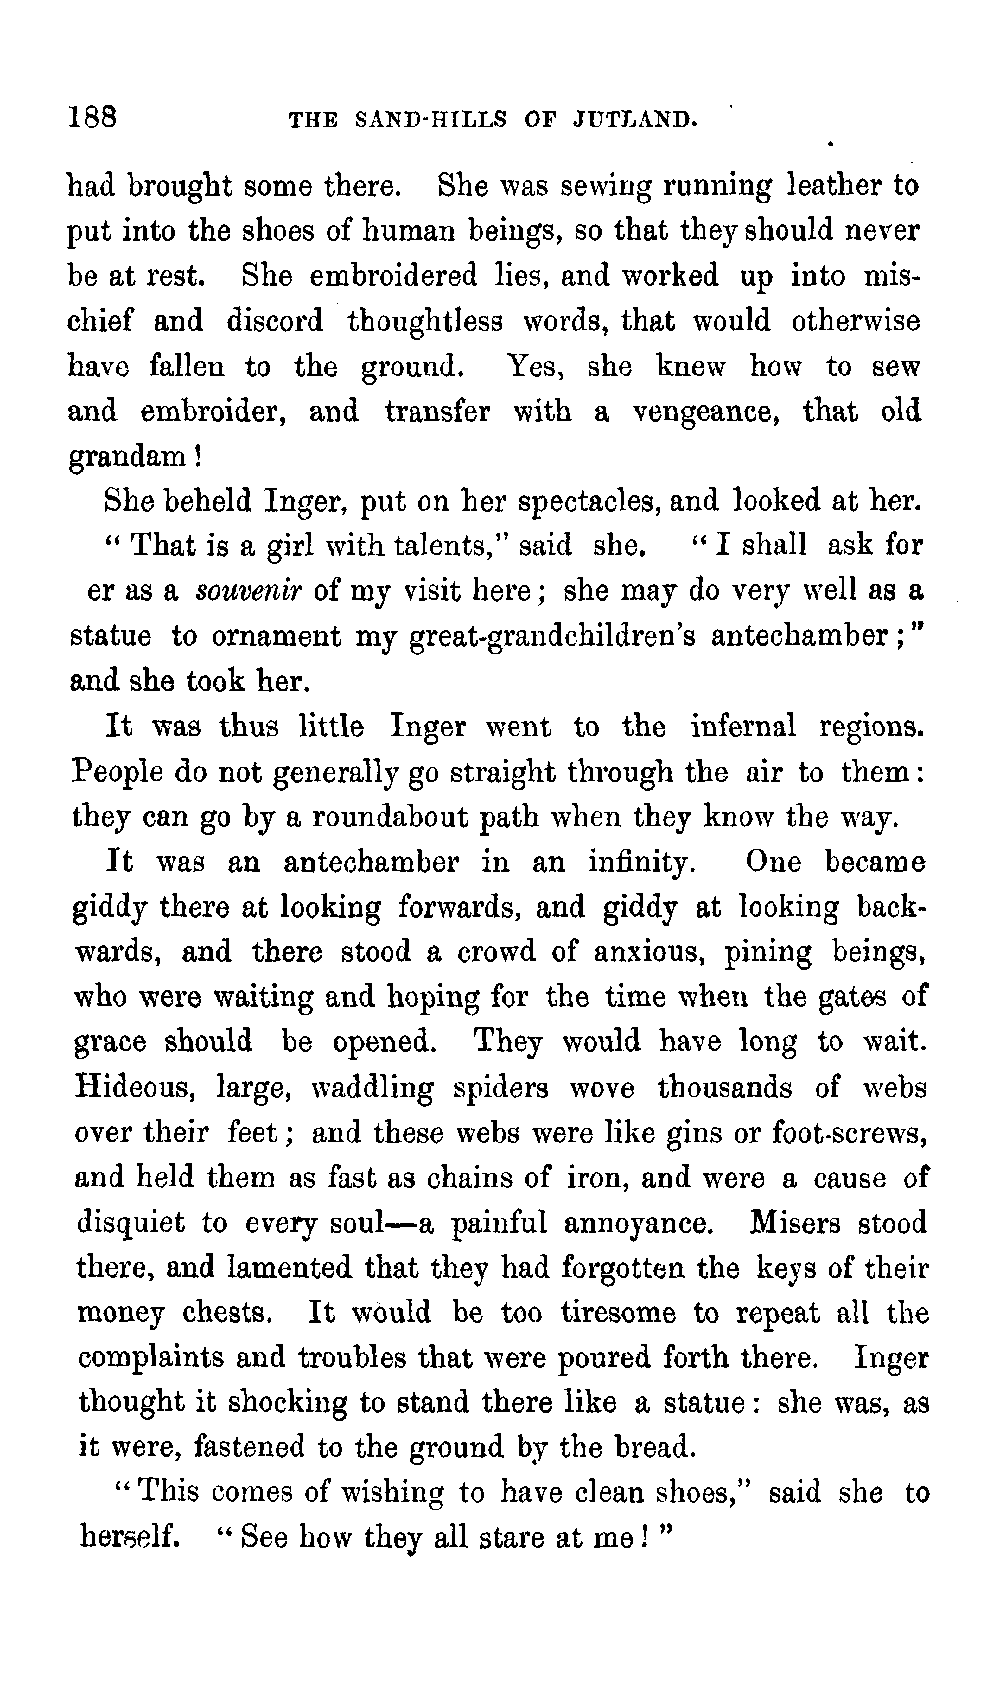 188 THE SAND-HILLS OF JUTLAND.
had brought some there. She was sewing running leather to
put into the shoes of human beings, so that they should never
be at rest. She embroidered lies, and worked up into mis-
chief and discord thoughtless words, that would otherwise
have fallen to the ground. Yes, she knew how to sew
and embroider, and transfer with a vengeance, that old
grandam!
She beheld Inger, put on her spectacles, and looked at her.
"That is a girl with talents," said she. "I shall ask for
er as a souvenir of my visit here; she may do very well as a
statue to ornament my great-grandchildren's antechamber;"
and she took her.
It was thus little Inger went to the infernal regions.
People do not generally go straight through the air to them:
they can go by a roundabout path when they know the way.
It was an antechamber in an infinity. One became
giddy there at looking forwards, and giddy at looking back-
wards, and there stood a crowd of anxious, pining beings,
who were waiting and hoping for the time when the gates of
grace should be opened. They would have long to wait.
Hideous, large, waddling spiders wove thousands of webs
over their feet; and these webs were like gins or foot-screws,
and held them as fast as chains of iron, and were a cause of
disquiet to every soul—a painful annoyance. Misers stood
there, and lamented that they had forgotten the keys of their
money chests. It would be too tiresome to repeat all the
complaints and troubles that were poured forth there. Inger
thought it shocking to stand there like a statue: she was, as
it were, fastened to the ground by the bread.
"This comes of wishing to have clean shoes," said she to
herself. "See how they all stare at me!"